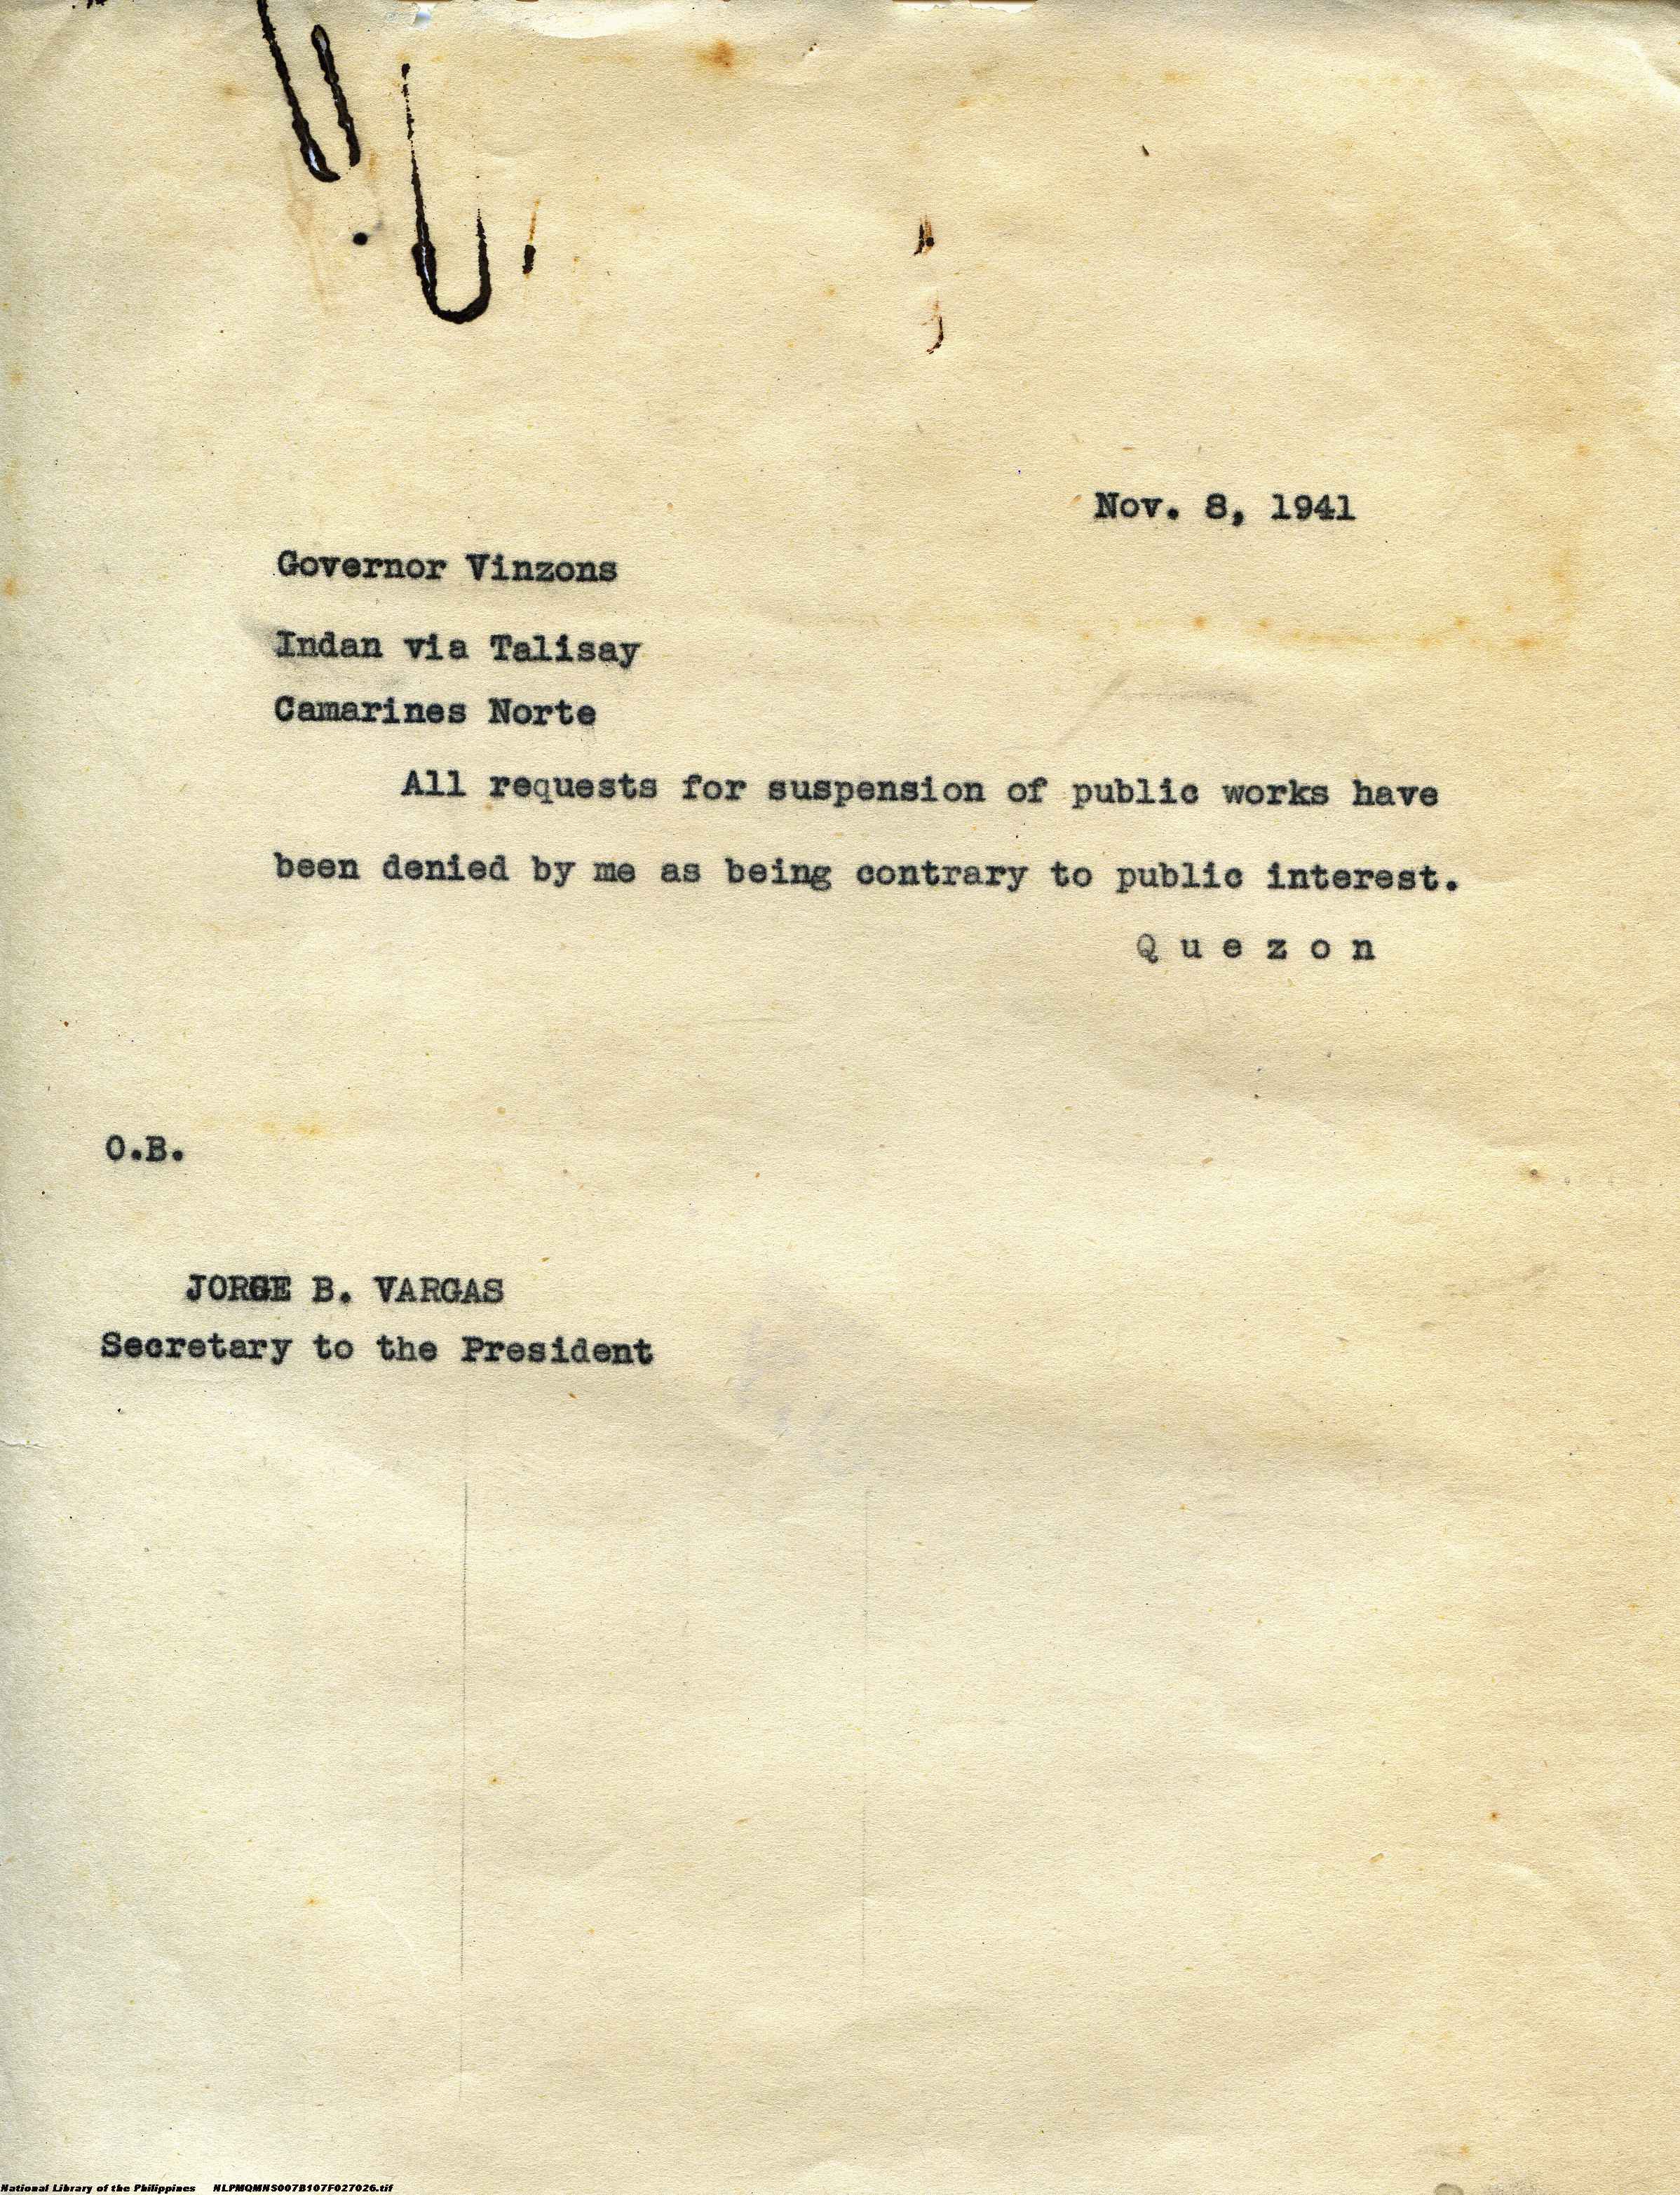 Nov. 8, 1941
Governor Vinzons
Indan via Talisay
Camarines Norte
All requests for suspension of public works have
been denied by me as being contrary to public interest.
Q u e z o n
O.B.
JORGE B. VARGAS
Secretary to the President
National Library of the Philippines NLPMQMNS007B107F027026.tif